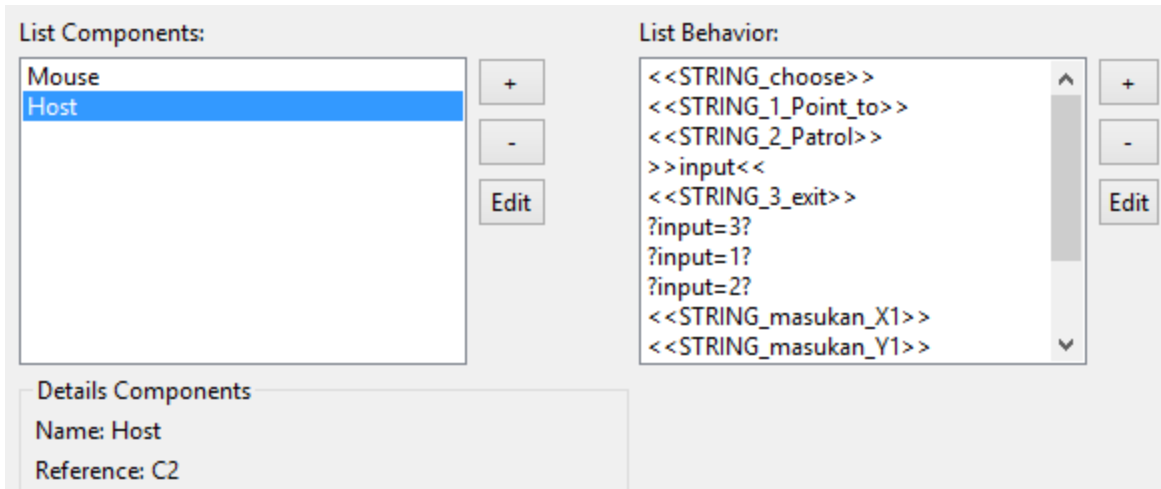 List Components:
Mouse
Host
+
-
Edit
List Behavior:
<<STRING_choose>>
<<STRING_1_Point_to>>
<<STRING_2_Patrol>>
>>input<<
<<STRING_3_exit>>
?input=3?
?input=1?
?input=2?
<<STRING_masukan_X1>>
<<STRING_masukan_Y1>>
+
-
Edit
Details Components
Name: Host
Reference: C2